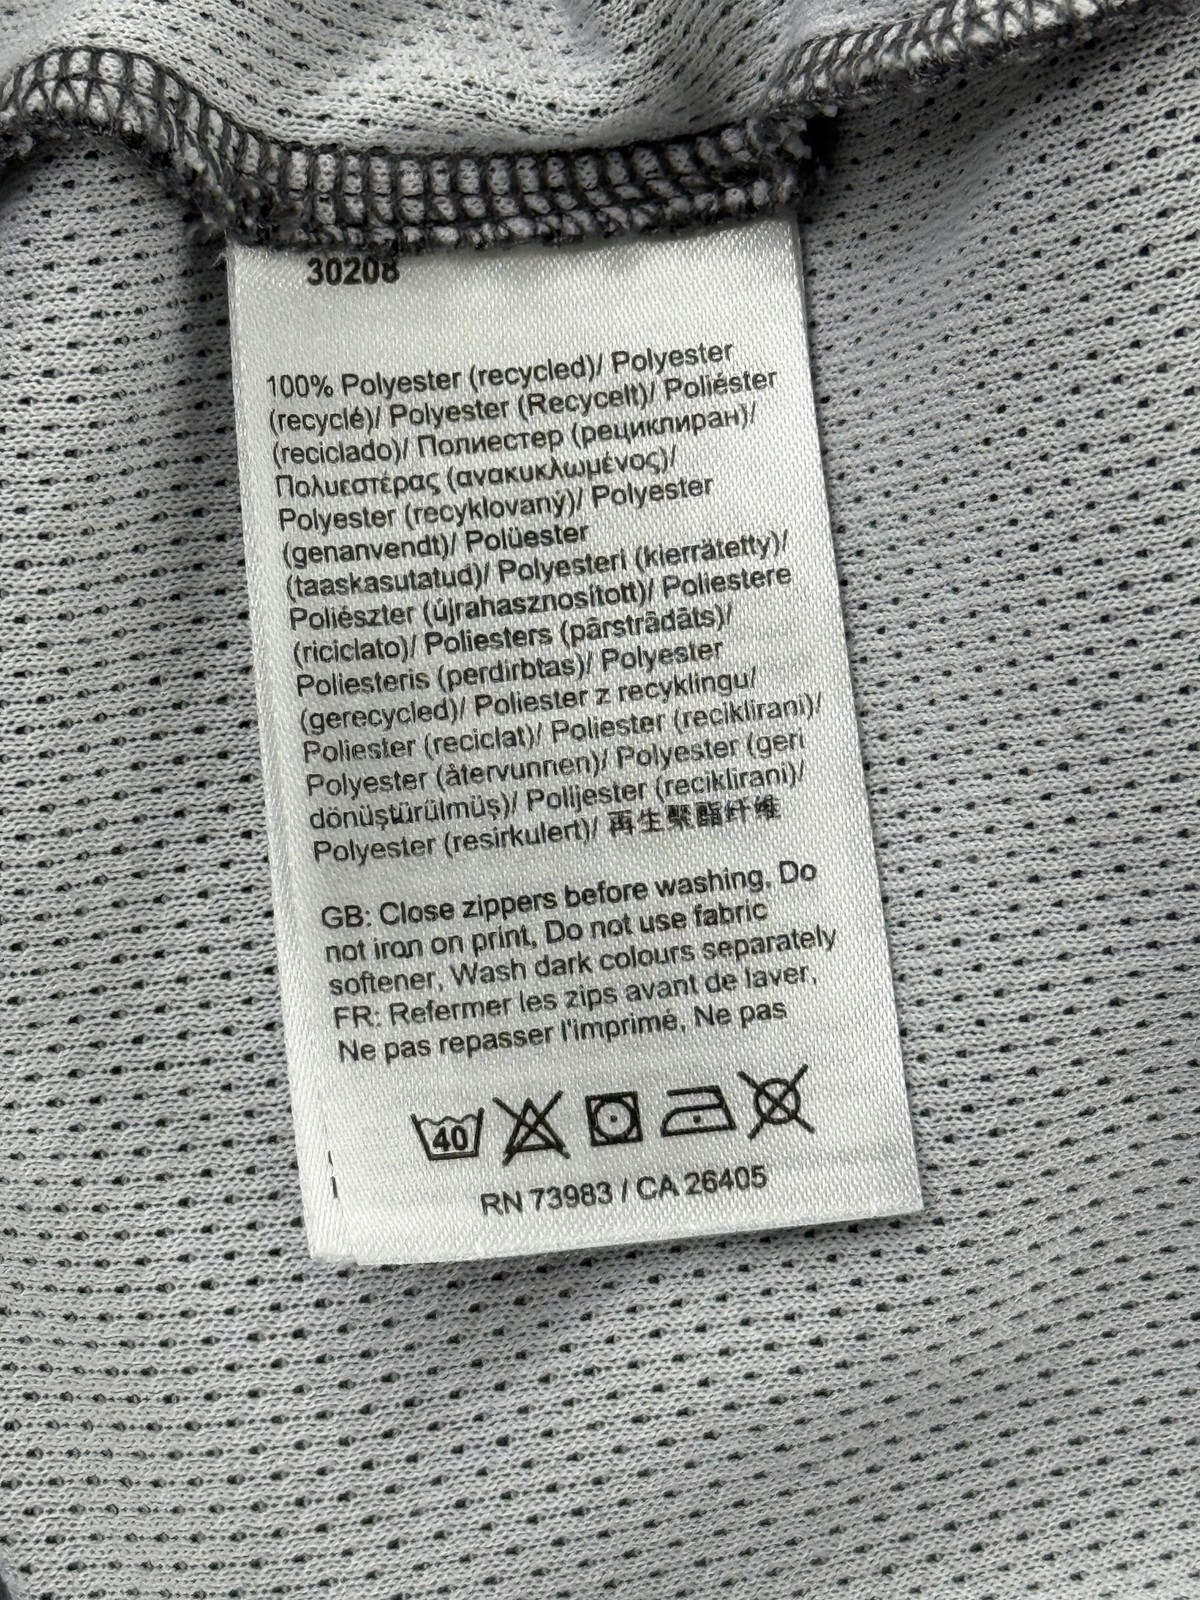 30208
100% Polyester (recycled)/ Polyester
(recyclé)/ Polyester (Recycelt)/ Poliéster
(reciclado)/ Полиестер (рециклиран)/
Πολυεστέρας (ανακυκλωμένος)/
Polyester (recyklovaný)/ Polyester
(genanvendt)/ Polüester
(taaskasutatud)/ Polyesteri (kierrätetty)/
Poliészter (újrahasznosított)/ Poliestere
(riciclato)/ Poliesters (pārstrādāts)/
Poliesteris (perdirbtas)/ Polyester
(gerecycled)/ Poliester z recyklingu/
Poliester (reciclat)/ Poliester (reciklirani)/
Polyester (återvunnen)/ Polyester (geri
dönüştürülmüş)/ Polijester (reciklirani)/
Polyester (resirkulert)/ 再生聚酯纤维
GB: Close zippers before washing, Do
not iron on print, Do not use fabric
softener, Wash dark colours separately
FR: Refermer les zips avant de laver,
Ne pas repasser l'imprimé, Ne pas
40
RN 73983 / CA 26405